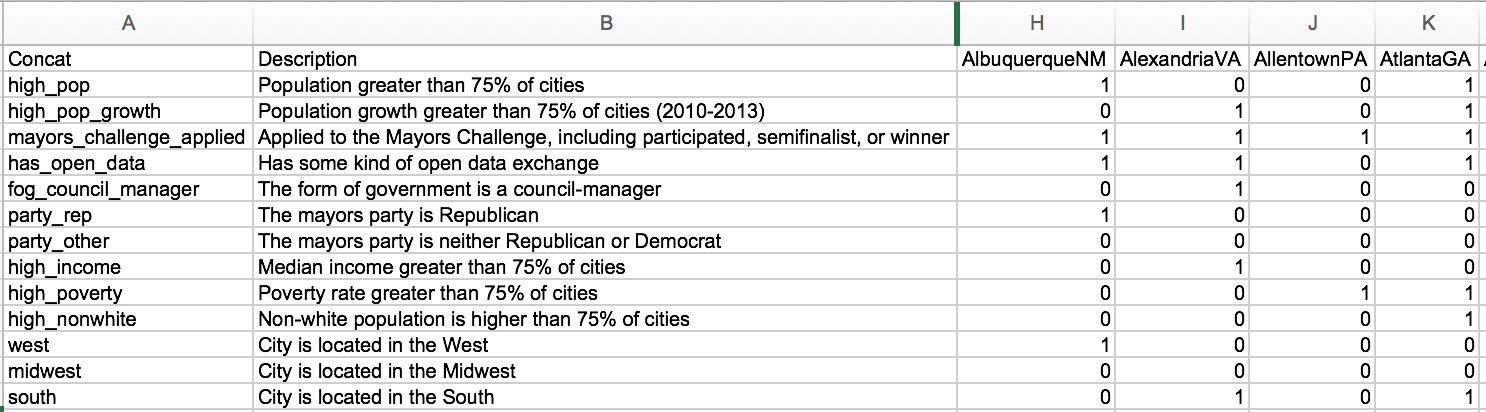 A B H I J K
Concat Description AlbuquerqueNM AlexandriaVA AllentownPA AtlantaGA
high_pop Population greater than 75% of cities 1 0 0 1
high_pop_growth Population growth greater than 75% of cities (2010-2013) 0 1 0 1
mayors_challenge_applied Applied to the Mayors Challenge, including participated, semifinalist, or winner 1 1 1 1
has_open_data Has some kind of open data exchange 1 1 0 1
fog_council_manager The form of government is a council-manager 0 1 0 0
party_rep The mayors party is Republican 1 0 0 0
party_other The mayors party is neither Republican or Democrat 0 0 0 0
high_income Median income greater than 75% of cities 0 1 0 0
high_poverty Poverty rate greater than 75% of cities 0 0 1 1
high_nonwhite Non-white population is higher than 75% of cities 0 0 0 1
west City is located in the West 1 0 0 0
midwest City is located in the Midwest 0 0 0 0
south City is located in the South 0 1 0 1